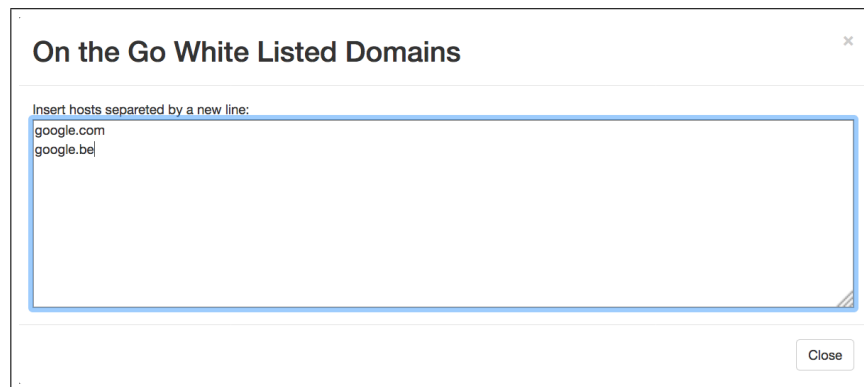 On the Go White Listed Domains
×
Insert hosts separeted by a new line:
google.com
google.be
Close